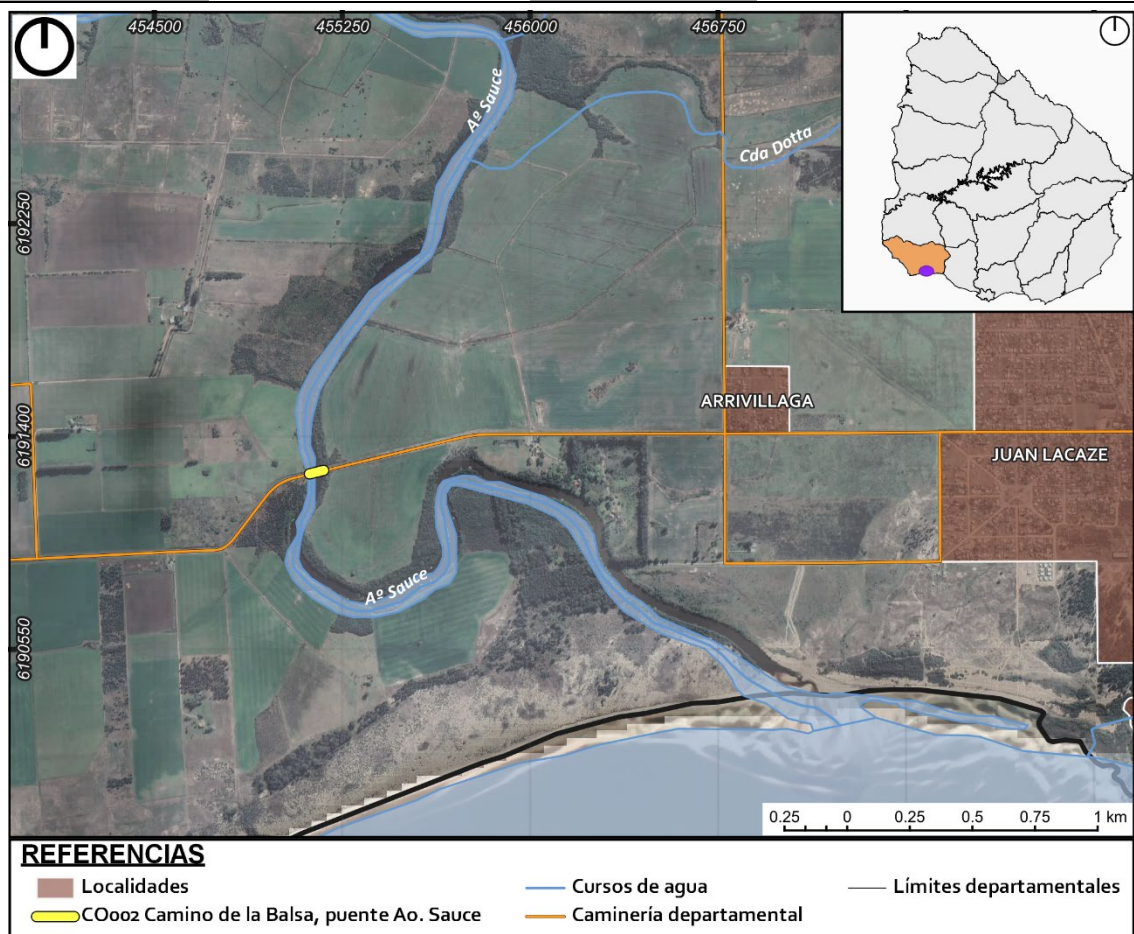 454500 455250 456000 456750
Aº Sauce
Cda Dotta
6192250
ARRIVILLAGA
6191400
JUAN LACAZE
Aº Sauce
6190550
0.25 0 0.25 0.5 0.75 1 km
REFERENCIAS
Localidades Cursos de agua Límites departamentales
CO002 Camino de la Balsa, puente Ao. Sauce Caminería departamental